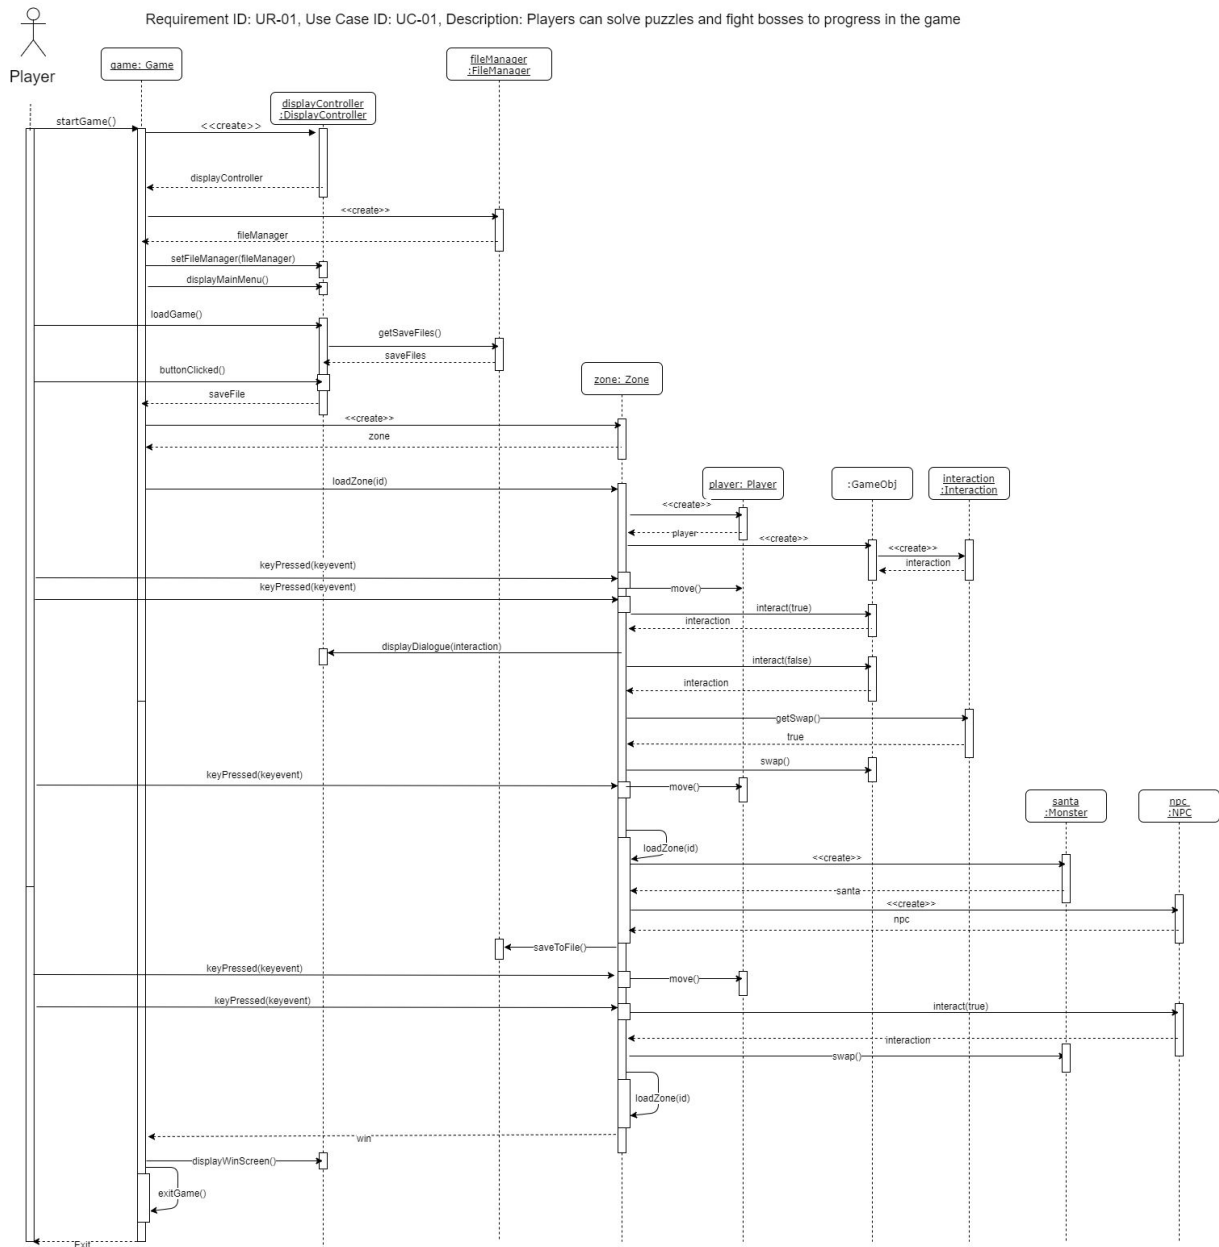 Requirement ID: UR-01, Use Case ID: UC-01, Description: Players can solve puzzles and fight bosses to progress in the game
Player
game: Game
fileManager
:FileManager
displayController
:DisplayController
startGame()
<<create>>
displayController
<<create>>
fileManager
setFileManager(fileManager)
displayMainMenu()
loadGame()
getSaveFiles()
saveFiles
buttonClicked()
zone: Zone
saveFile
<<create>>
zone
loadZone(id)
player: Player
:GameObj
interaction
:Interaction
<<create>>
player
<<create>>
<<create>>
interaction
keyPressed(keyevent)
keyPressed(keyevent)
move()
interact(true)
interaction
displayDialogue(interaction)
interact(false)
interaction
getSwap()
true
swap()
keyPressed(keyevent)
move()
santa
:Monster
npc
:NPC
loadZone(id)
<<create>>
santa
<<create>>
npc
saveToFile()
keyPressed(keyevent)
move()
keyPressed(keyevent)
interact(true)
interaction
swap()
loadZone(id)
win
displayWinScreen()
exitGame()
Exit